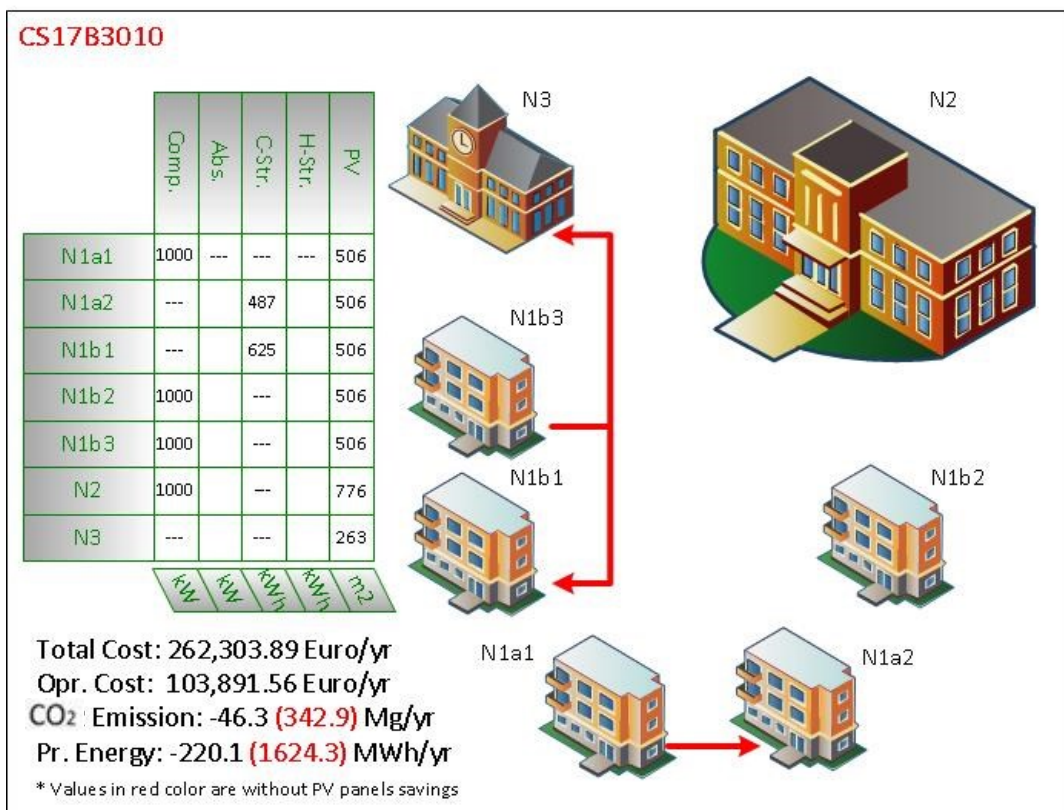 CS17B3010
N3
N2
Comp. Abs. C-Str. H-Str. PV
N1a1 1000 --- --- --- 506
N1a2 --- 487 506
N1b1 --- 625 506
N1b2 1000 --- 506
N1b3 1000 --- 506
N2 1000 --- 776
N3 --- --- 263
kW kW kWh kWh m2
N1b3
N1b1
N1b2
N1a1
N1a2
Total Cost: 262,303.89 Euro/yr
Opr. Cost: 103,891.56 Euro/yr
CO₂ Emission: -46.3 (342.9) Mg/yr
Pr. Energy: -220.1 (1624.3) MWh/yr
* Values in red color are without PV panels savings